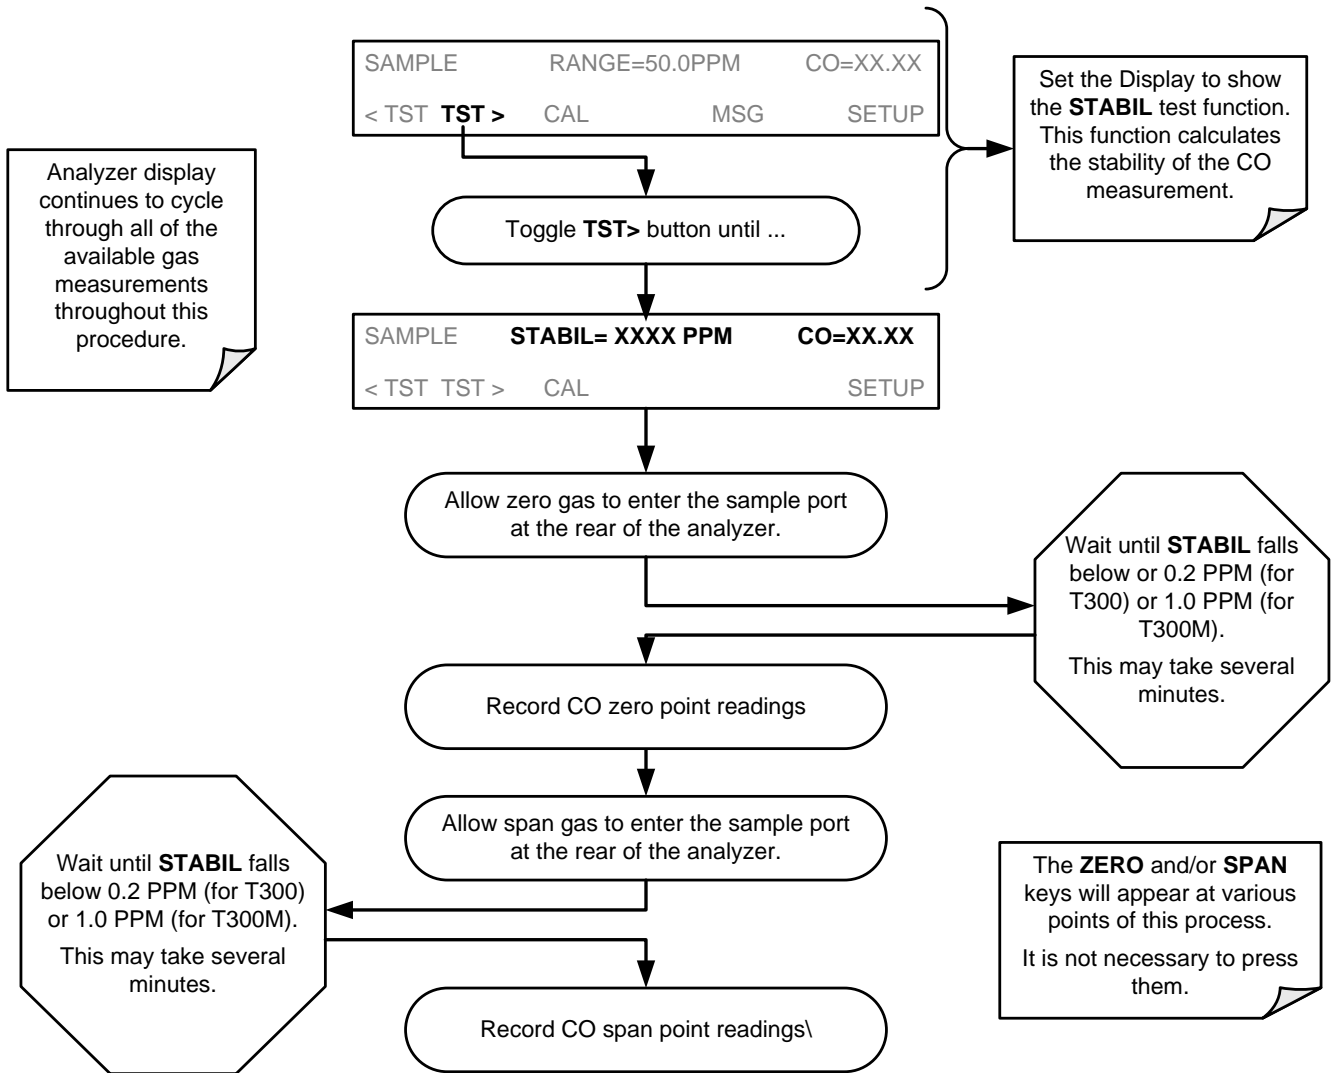 SAMPLE RANGE=50.0PPM CO=XX.XX
< TST TST > CAL MSG SETUP
Set the Display to show
the STABIL test function.
This function calculates
the stability of the CO
measurement.
Analyzer display
continues to cycle
through all of the
available gas
measurements
throughout this
procedure.
Toggle TST> button until ...
SAMPLE STABIL= XXXX PPM CO=XX.XX
< TST TST > CAL SETUP
Allow zero gas to enter the sample port
at the rear of the analyzer.
Wait until STABIL falls
below or 0.2 PPM (for
T300) or 1.0 PPM (for
T300M).
This may take several
minutes.
Record CO zero point readings
Allow span gas to enter the sample port
at the rear of the analyzer.
Wait until STABIL falls
below 0.2 PPM (for T300)
or 1.0 PPM (for T300M).
This may take several
minutes.
The ZERO and/or SPAN
keys will appear at various
points of this process.
It is not necessary to press
them.
Record CO span point readings\